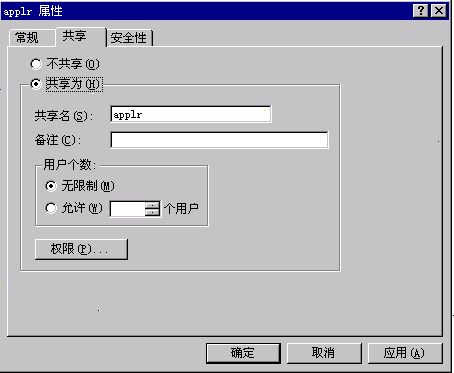 applr 属性
常规 共享 安全性
不共享(O)
共享为(H)
共享名(S): applr
备注(C):
用户个数:
无限制(M)
允许(W) 个用户
权限(P)...
确定 取消 应用(A)